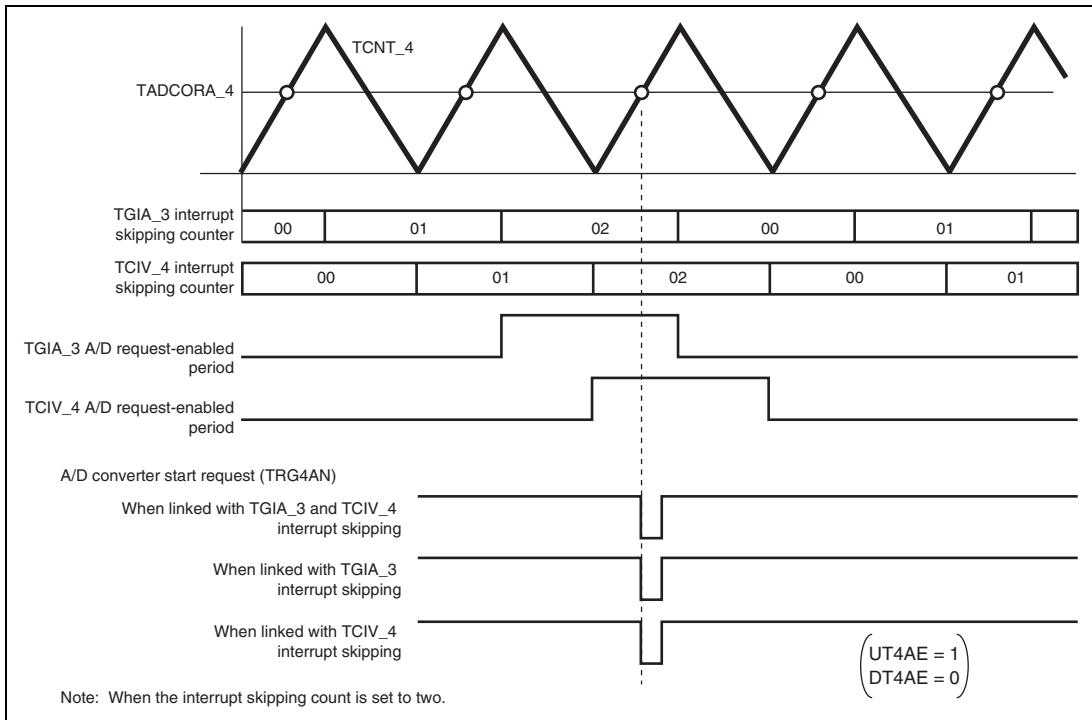 TCNT_4
TADCORA_4
TGIA_3 interrupt
skipping counter
00 01 02 00 01
TCIV_4 interrupt
skipping counter
00 01 02 00 01
TGIA_3 A/D request-enabled
period
TCIV_4 A/D request-enabled
period
A/D converter start request (TRG4AN)
When linked with TGIA_3 and TCIV_4
interrupt skipping
When linked with TGIA_3
interrupt skipping
When linked with TCIV_4
interrupt skipping
UT4AE = 1
DT4AE = 0
Note: When the interrupt skipping count is set to two.